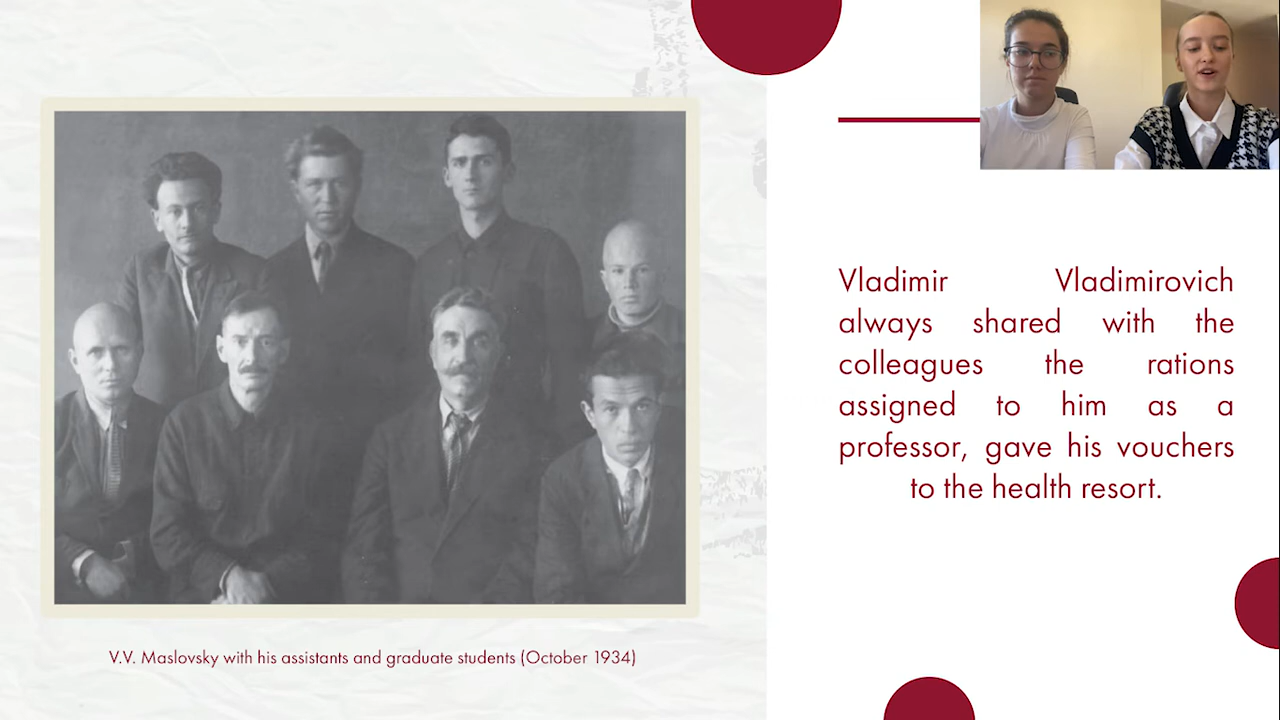 Vladimir Vladimirovich
always shared with the
colleagues the rations
assigned to him as a
professor, gave his vouchers
to the health resort.
V.V. Maslovsky with his assistants and graduate students (October 1934)